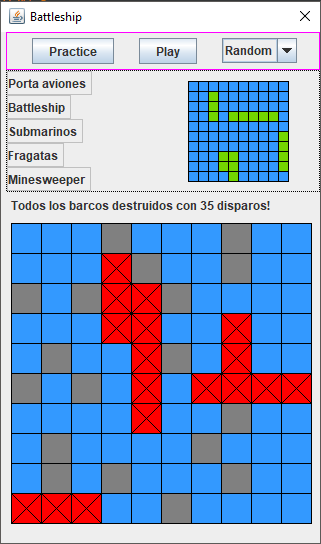 Battleship
Practice Play Random
Porta aviones
Battleship
Submarinos
Fragatas
Minesweeper
Todos los barcos destruidos con 35 disparos!